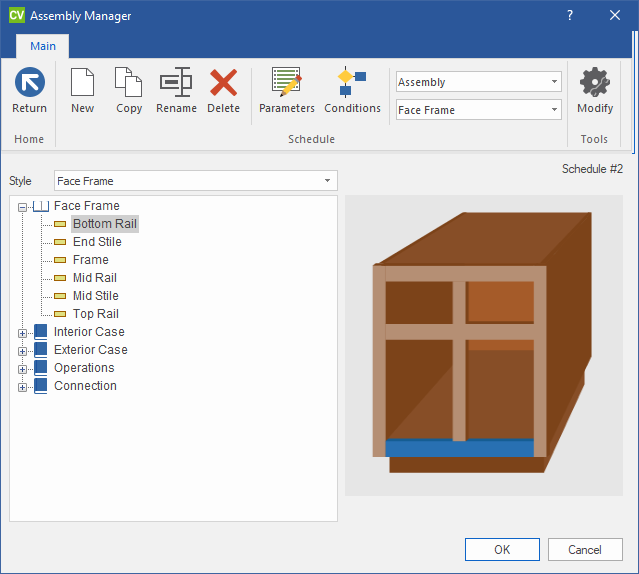 CV Assembly Manager ?
Main
Return New Copy Rename Delete Parameters Conditions Assembly Face Frame Modify
Home Schedule Tools
Schedule #2
Style Face Frame
Face Frame
Bottom Rail
End Stile
Frame
Mid Rail
Mid Stile
Top Rail
Interior Case
Exterior Case
Operations
Connection
OK Cancel